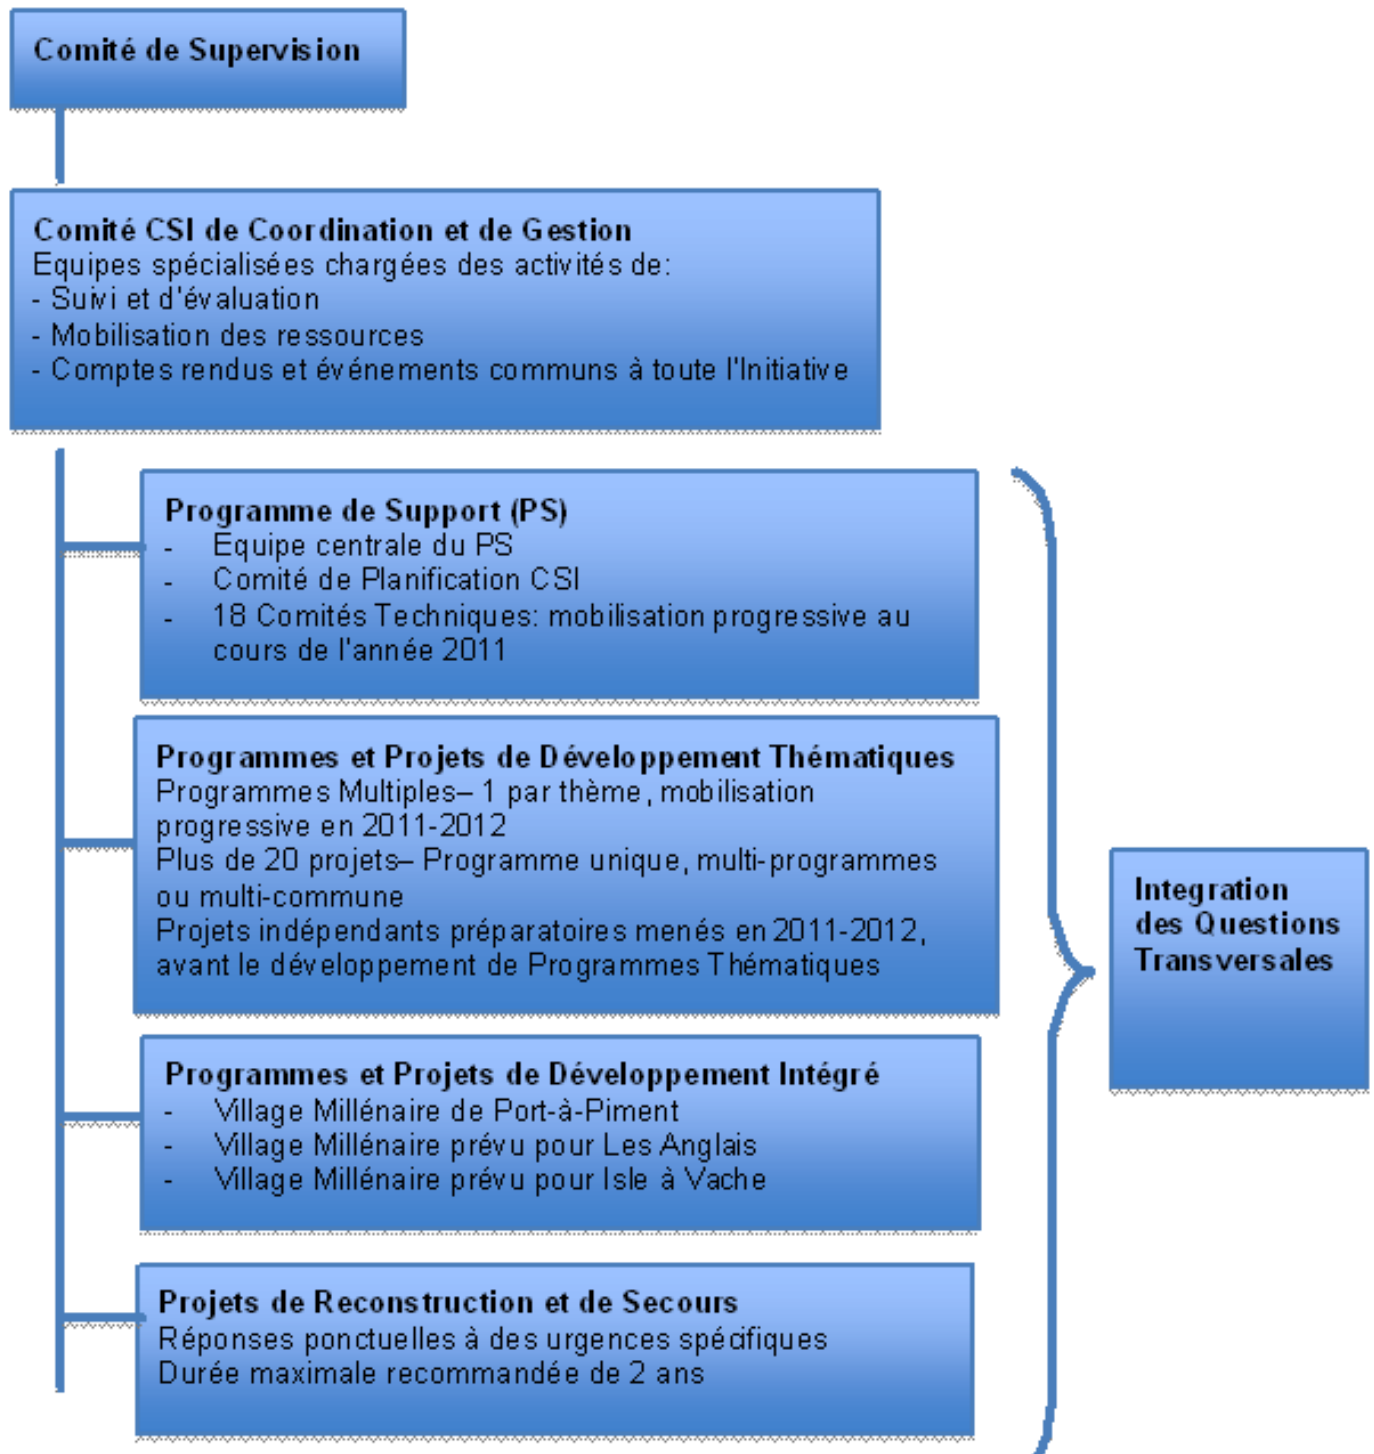 Comité de Supervision
Comité CSI de Coordination et de Gestion
Equipes spécialisées chargées des activités de:
- Suivi et d'évaluation
- Mobilisation des ressources
- Comptes rendus et événements communs à toute l'Initiative
Programme de Support (PS)
- Equipe centrale du PS
- Comité de Planification CSI
- 18 Comités Techniques: mobilisation progressive au
cours de l'année 2011
Programmes et Projets de Développement Thématiques
Programmes Multiples– 1 par thème, mobilisation
progressive en 2011-2012
Plus de 20 projets– Programme unique, multi-programmes
ou multi-commune
Projets indépendants préparatoires menés en 2011-2012,
avant le développement de Programmes Thématiques
Programmes et Projets de Développement Intégré
- Village Millénaire de Port-à-Piment
- Village Millénaire prévu pour Les Anglais
- Village Millénaire prévu pour Isle à Vache
Projets de Reconstruction et de Secours
Réponses ponctuelles à des urgences spécifiques
Durée maximale recommandée de 2 ans
Integration
des Questions
Transversales